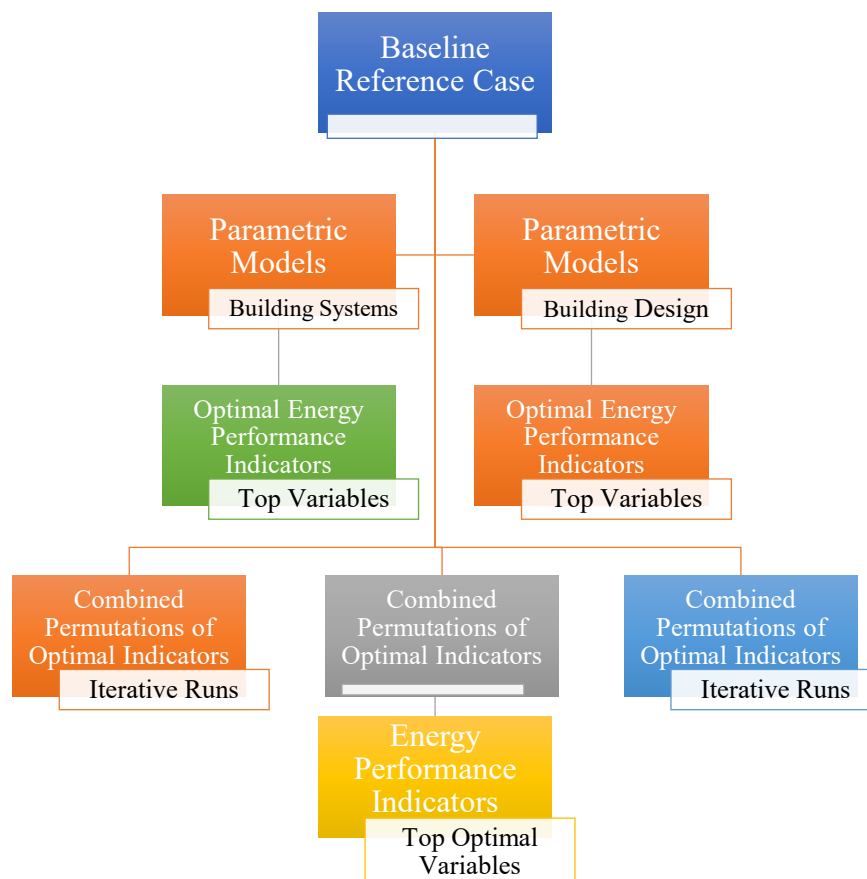 Baseline
Reference Case
Parametric
Models
Building Systems
Parametric
Models
Building Design
Optimal Energy
Performance
Indicators
Top Variables
Optimal Energy
Performance
Indicators
Top Variables
Combined
Permutations of
Optimal Indicators
Iterative Runs
Combined
Permutations of
Optimal Indicators
Combined
Permutations of
Optimal Indicators
Iterative Runs
Energy
Performance
Indicators
Top Optimal
Variables